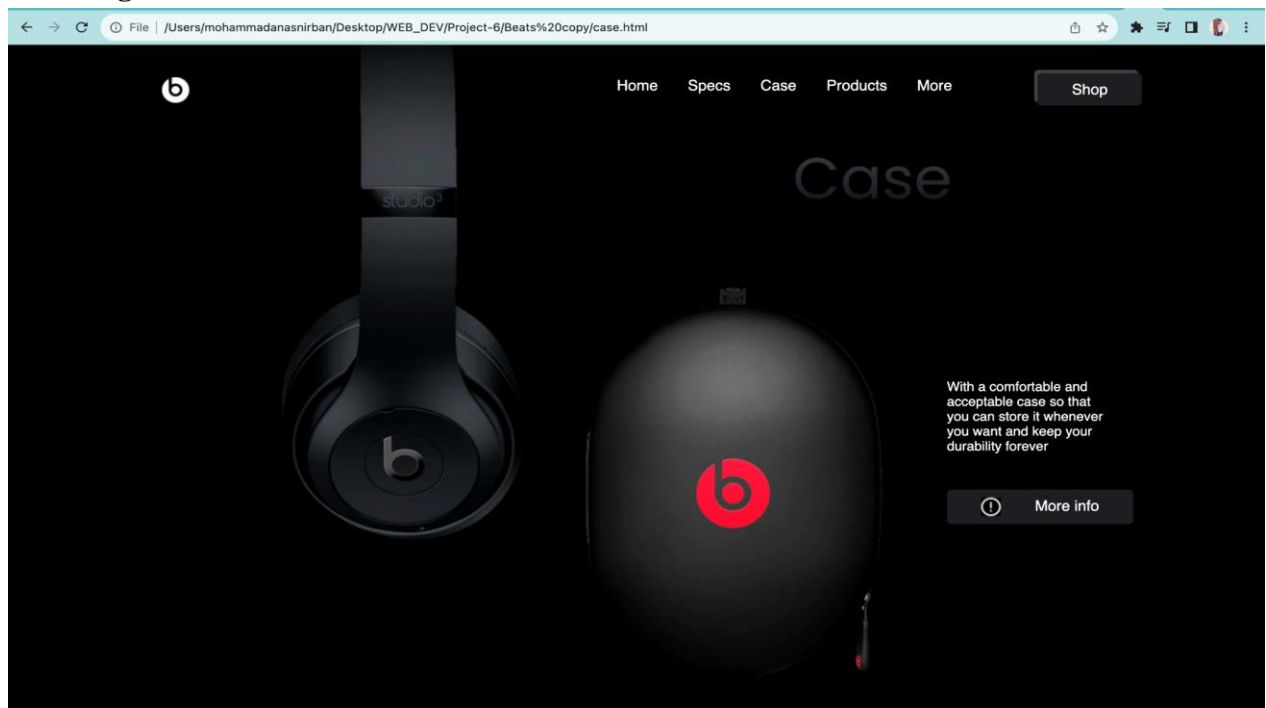 File | /Users/mohammadanasnirban/Desktop/WEB_DEV/Project-6/Beats%20copy/case.html
Home Specs Case Products More Shop
Case
studio³
With a comfortable and
acceptable case so that
you can store it whenever
you want and keep your
durability forever
More info